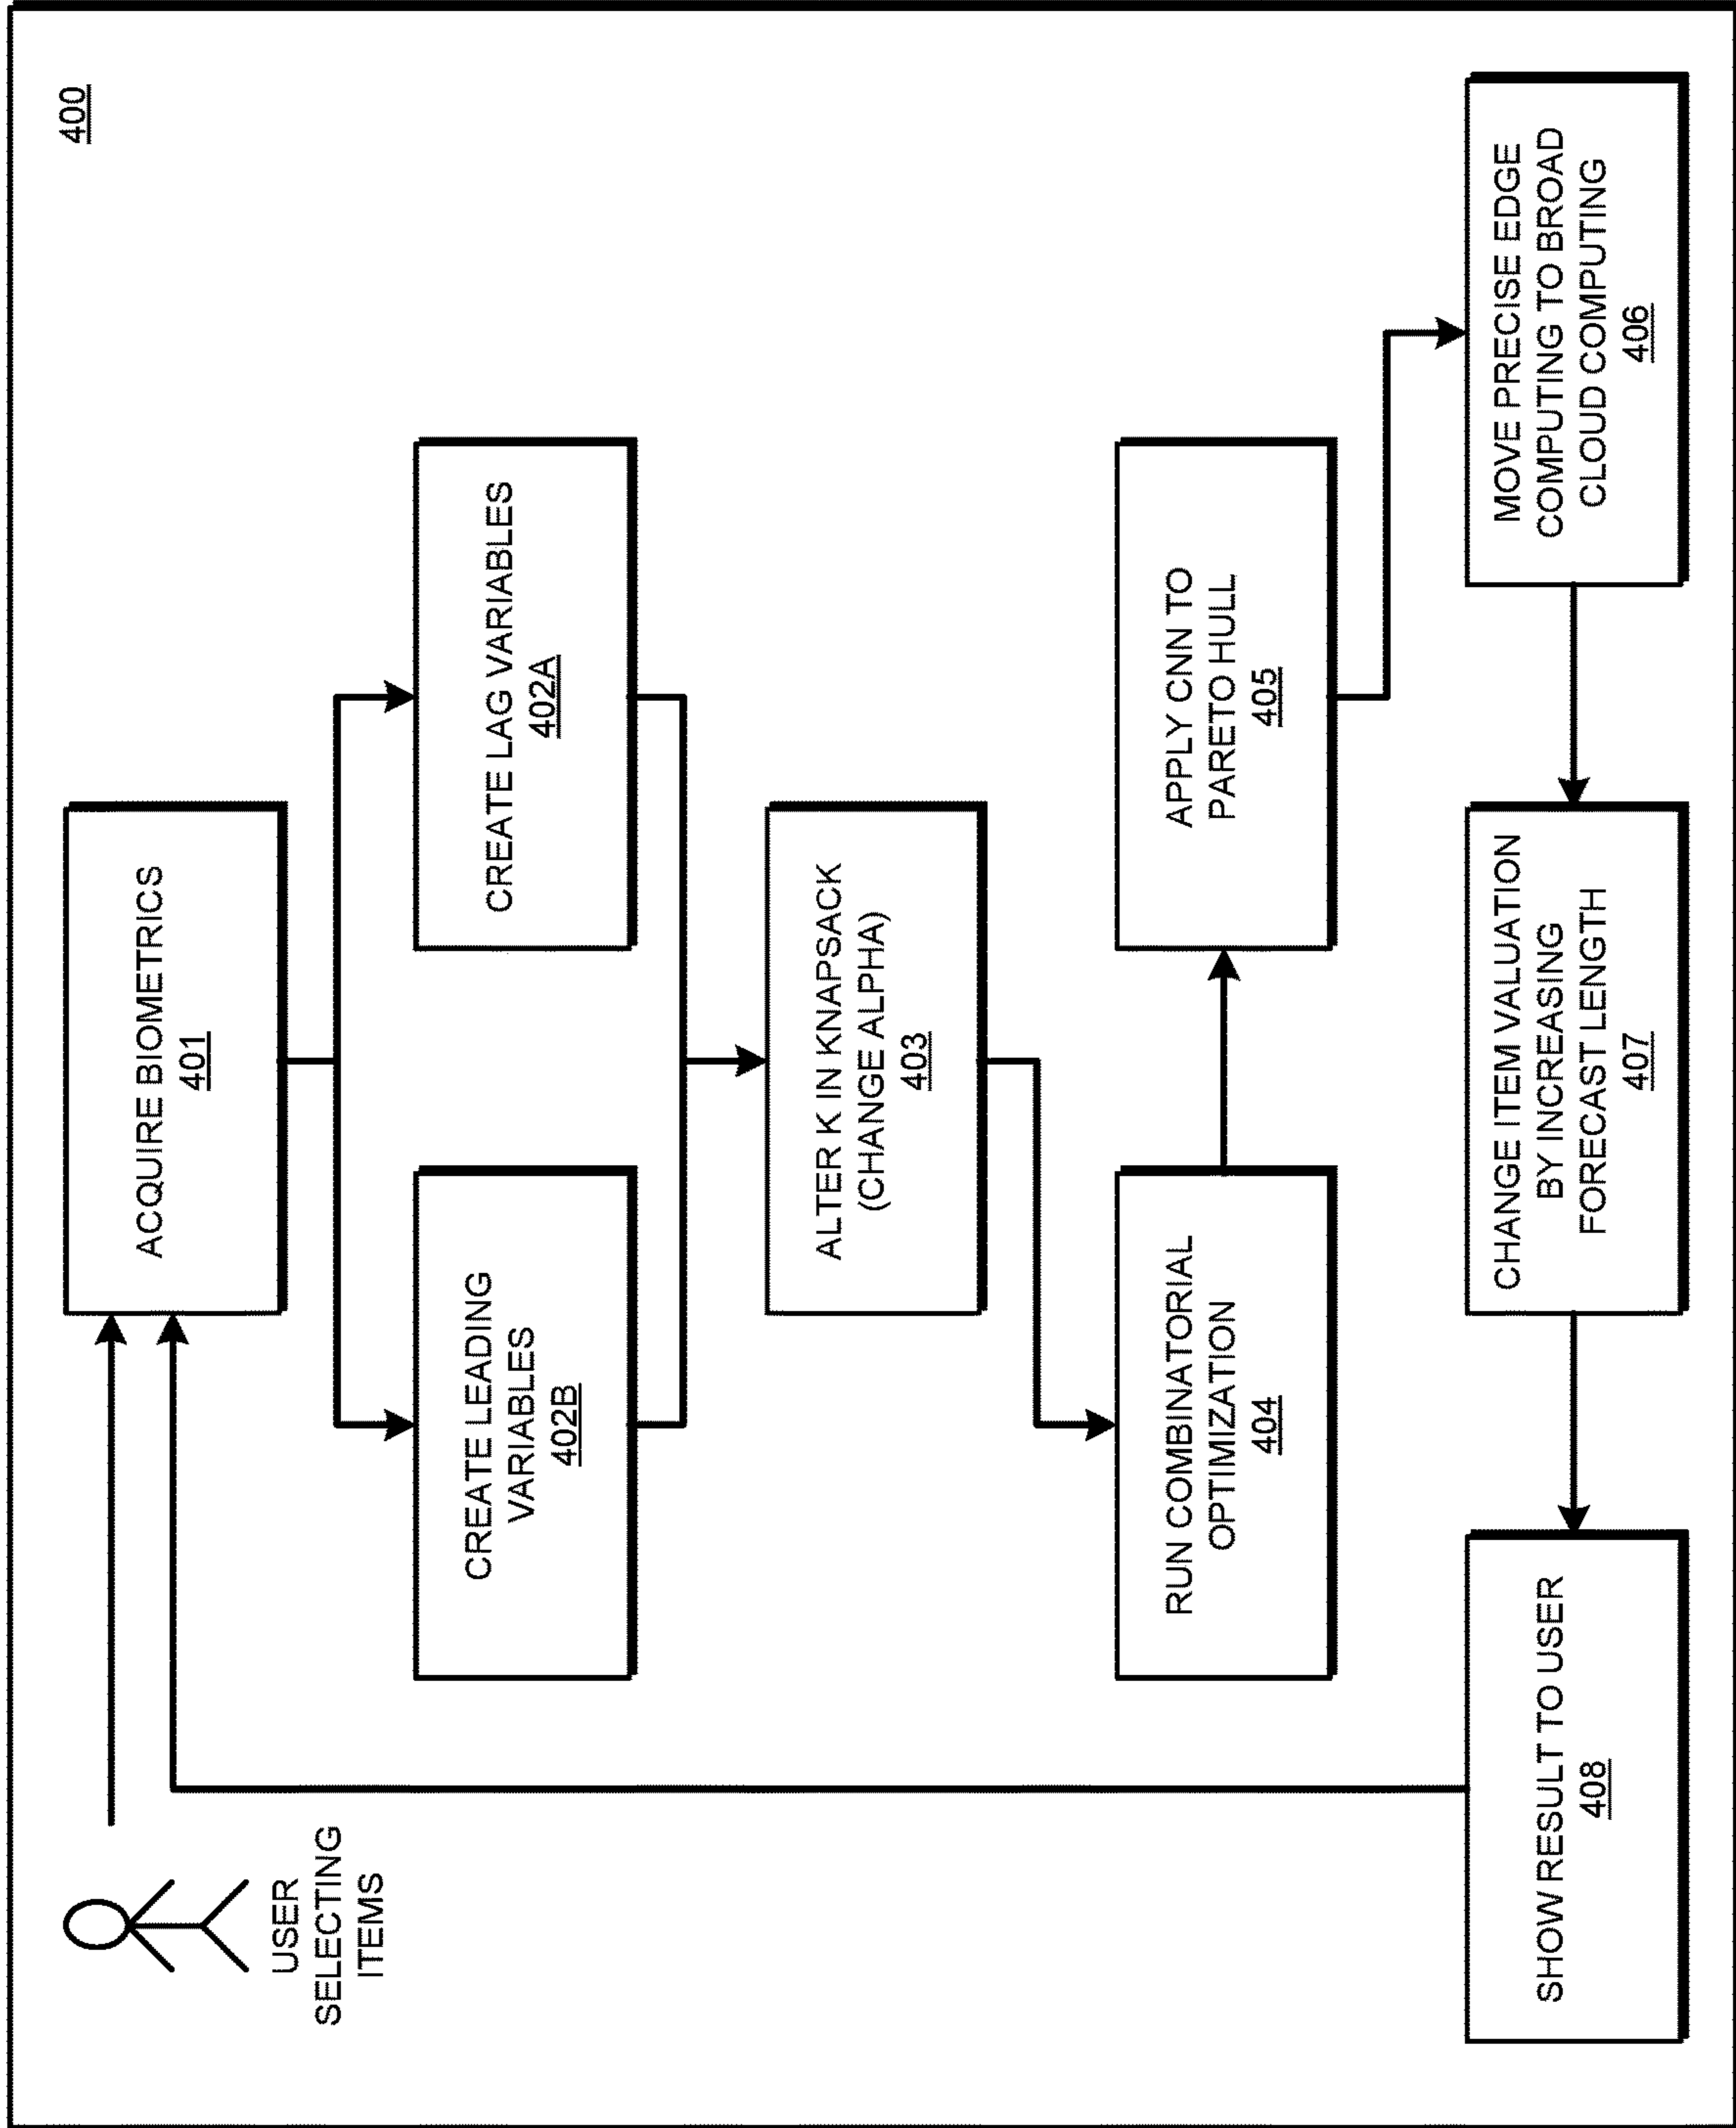 400
USER
SELECTING
ITEMS
ACQUIRE BIOMETRICS
401
CREATE LEADING
VARIABLES
402B
CREATE LAG VARIABLES
402A
ALTER K IN KNAPSACK
(CHANGE ALPHA)
403
RUN COMBINATORIAL
OPTIMIZATION
404
APPLY CNN TO
PARETO HULL
405
SHOW RESULT TO USER
408
CHANGE ITEM VALUATION
BY INCREASING
FORECAST LENGTH
407
MOVE PRECISE EDGE
COMPUTING TO BROAD
CLOUD COMPUTING
406